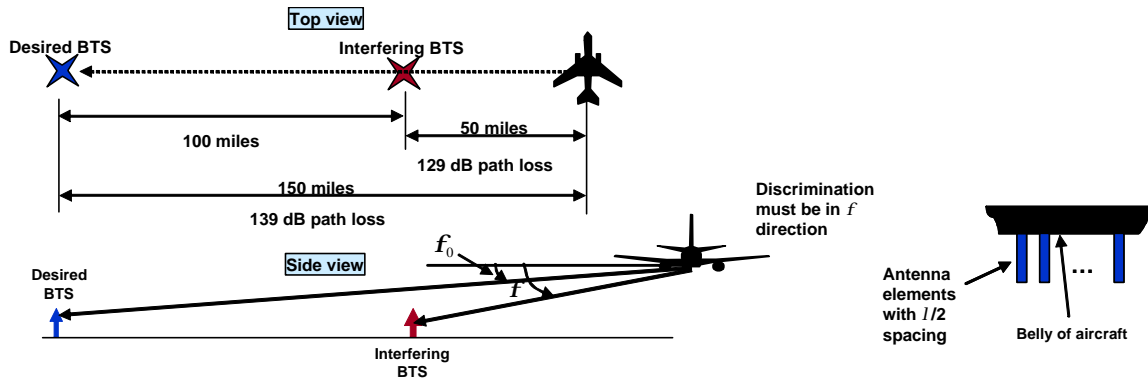 Top view
Desired BTS
Interfering BTS
100 miles
50 miles
129 dB path loss
150 miles
139 dB path loss
Discrimination
must be in f
direction
f0
Side view
f
Desired
BTS
Interfering
BTS
Antenna
elements
with l/2
spacing
...
Belly of aircraft